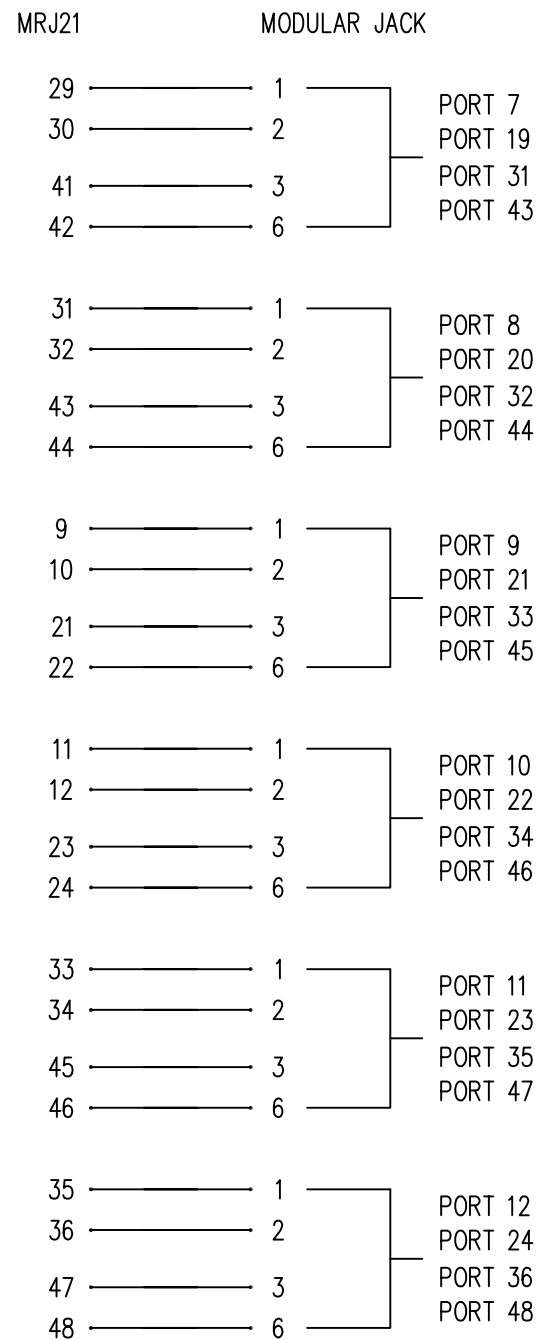 MRJ21 MODULAR JACK
29 1
PORT 7
30 2
PORT 19
41 3
PORT 31
42 6
PORT 43
31 1
PORT 8
32 2
PORT 20
43 3
PORT 32
44 6
PORT 44
9 1
PORT 9
10 2
PORT 21
21 3
PORT 33
22 6
PORT 45
11 1
PORT 10
12 2
PORT 22
23 3
PORT 34
24 6
PORT 46
33 1
PORT 11
34 2
PORT 23
45 3
PORT 35
46 6
PORT 47
35 1
PORT 12
36 2
PORT 24
47 3
PORT 36
48 6
PORT 48